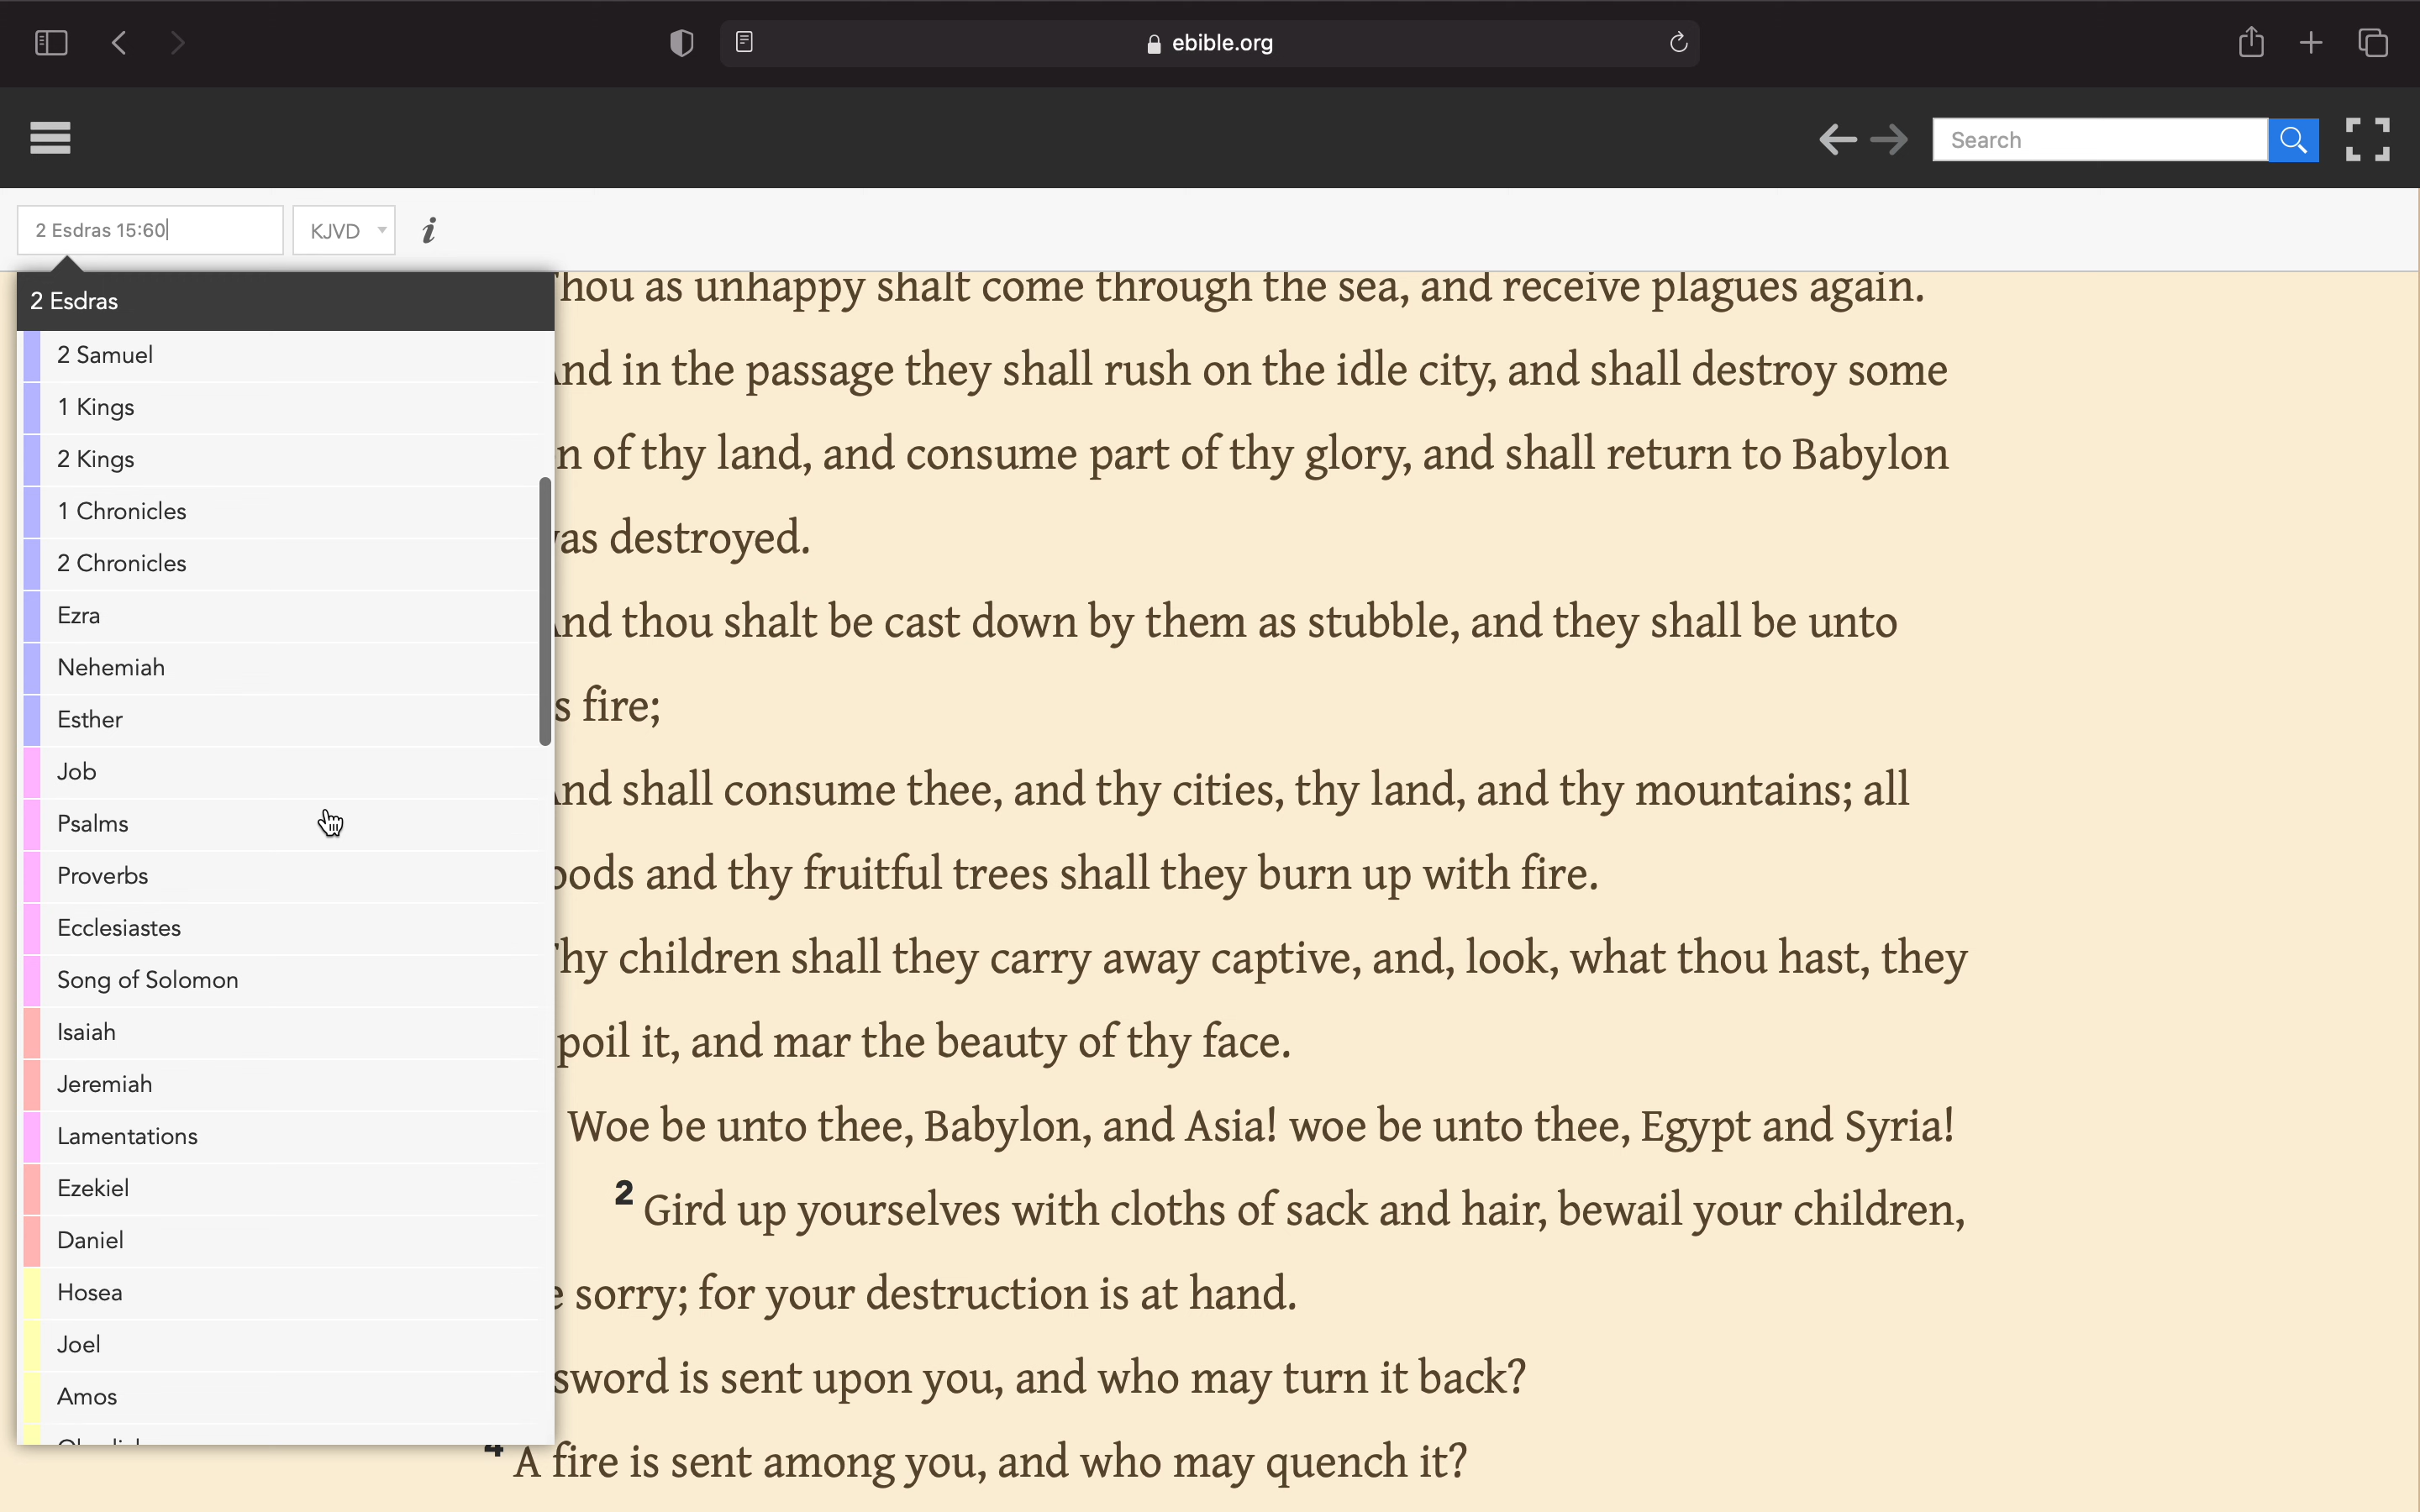 ebible.org
Search
2 Esdras 15:60
KJVD
i
2 Esdras
2 Samuel
1 Kings
2 Kings
1 Chronicles
2 Chronicles
Ezra
Nehemiah
Esther
Job
Psalms
Proverbs
Ecclesiastes
Song of Solomon
Isaiah
Jeremiah
Lamentations
Ezekiel
Daniel
Hosea
Joel
Amos
hou as unhappy shalt come through the sea, and receive plagues again.
nd in the passage they shall rush on the idle city, and shall destroy some
n of thy land, and consume part of thy glory, and shall return to Babylon
as destroyed.
nd thou shalt be cast down by them as stubble, and they shall be unto
s fire;
nd shall consume thee, and thy cities, thy land, and thy mountains; all
oods and thy fruitful trees shall they burn up with fire.
hy children shall they carry away captive, and, look, what thou hast, they
poil it, and mar the beauty of thy face.
Woe be unto thee, Babylon, and Asia! woe be unto thee, Egypt and Syria!
2 Gird up yourselves with cloths of sack and hair, bewail your children,
e sorry; for your destruction is at hand.
sword is sent upon you, and who may turn it back?
4 A fire is sent among you, and who may quench it?